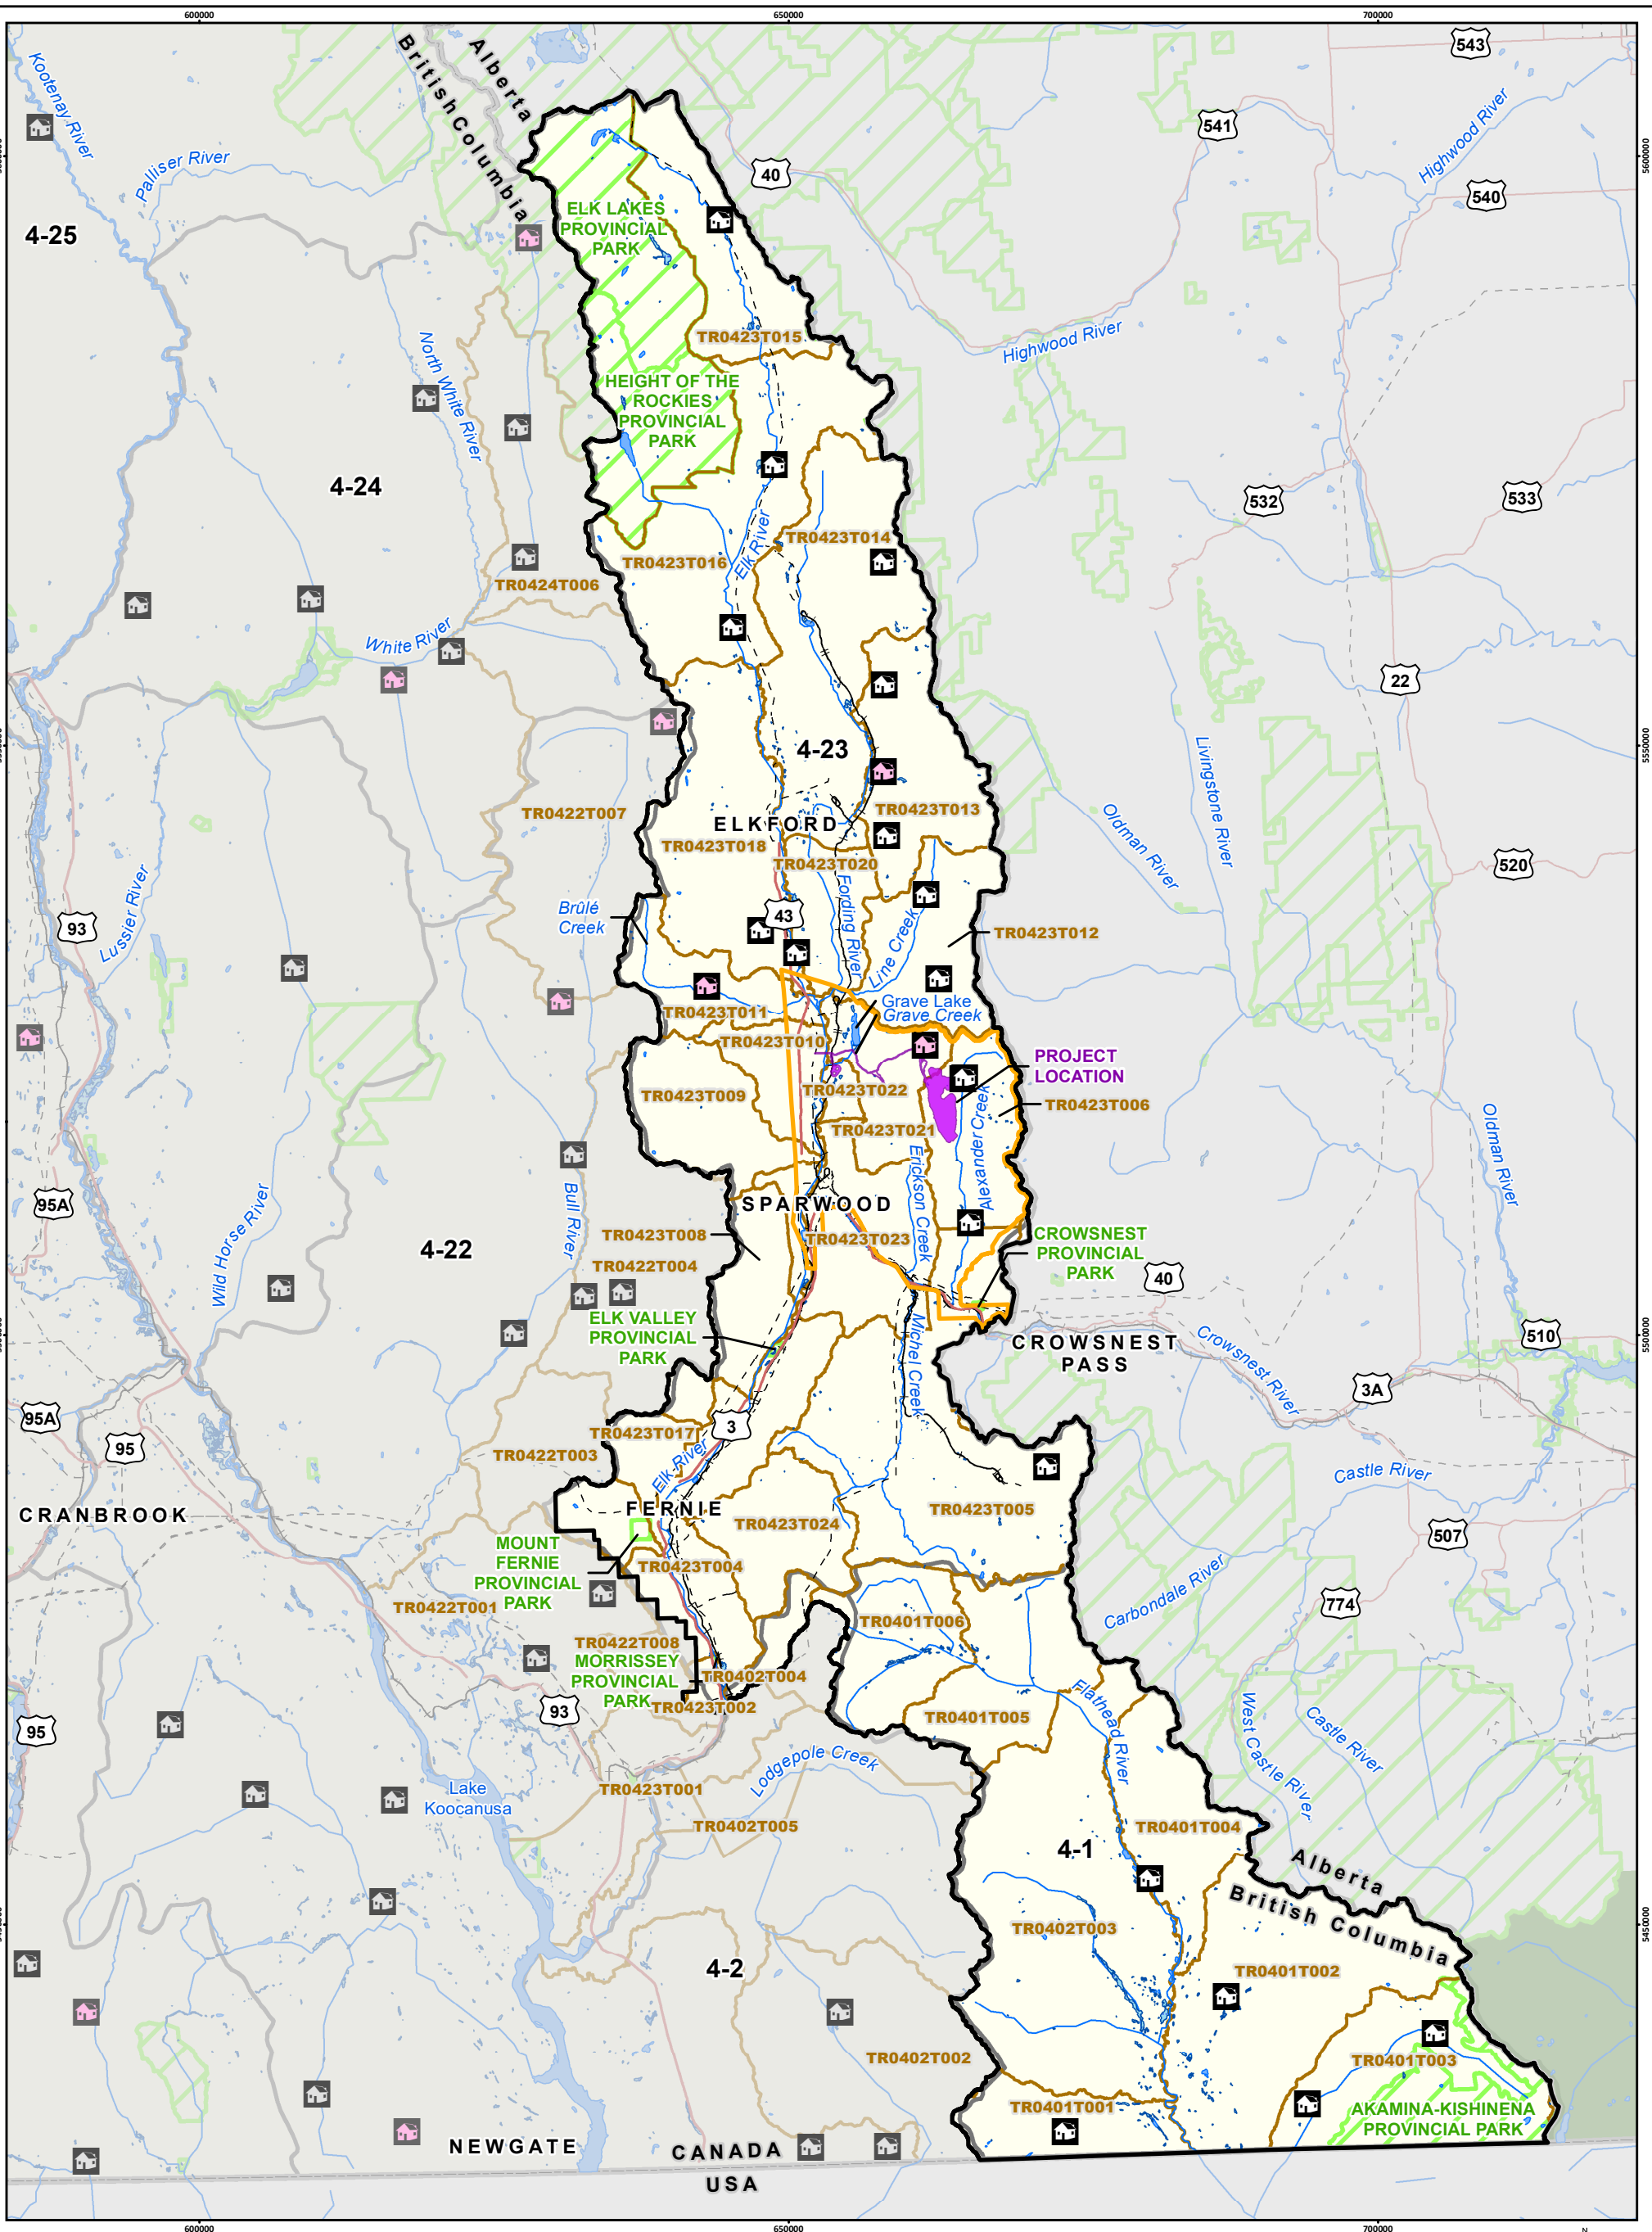 600000
650000
700000
543
Kootenay River
Alberta
British Columbia
Highwood River
541
Palliser River
40
5600000
540
ELK LAKES
PROVINCIAL
PARK
4-25
TR0423T015
Highwood River
North White River
HEIGHT OF THE
ROCKIES
PROVINCIAL
PARK
4-24
532
533
Elk River
TR0423T014
TR0423T016
TR0424T006
White River
22
4-23
5550000
Livingstone River
Oldman River
TR0422T007
TR0423T013
ELKFORD
TR0423T018
TR0423T020
520
Lussier River
93
Brûlé
Creek
43
Fording River
Line Creek
TR0423T012
Grave Lake
Grave Creek
TR0423T011
TR0423T010
PROJECT
LOCATION
TR0423T009
TR0423T022
TR0423T006
TR0423T021
Alexander Creek
Erickson Creek
Oldman River
95A
Bull River
Wild Horse River
SPARWOOD
4-22
TR0423T008
TR0423T023
TR0422T004
CROWSNEST
PROVINCIAL
PARK
40
ELK VALLEY
PROVINCIAL
PARK
Michel Creek
CROWSNEST
PASS
Crowsnest River
510
5500000
3A
95A
95
3
TR0423T017
TR0422T003
Elk River
Castle River
CRANBROOK
FERNIE
TR0423T005
TR0423T024
507
MOUNT
FERNIE
PROVINCIAL
PARK
TR0423T004
Carbondale River
774
TR0422T001
TR0401T006
TR0422T008
MORRISSEY
PROVINCIAL
PARK
TR0402T004
TR0423T002
93
95
TR0401T005
Flathead River
West Castle River
Castle River
Lodgepole Creek
TR0423T001
Lake
Koocanusa
TR0402T005
TR0401T004
4-1
Alberta
British Columbia
TR0402T003
5450000
4-2
TR0401T002
TR0402T002
TR0401T003
TR0401T001
AKAMINA-KISHINENA
PROVINCIAL PARK
NEWGATE
CANADA
USA
600000
650000
700000